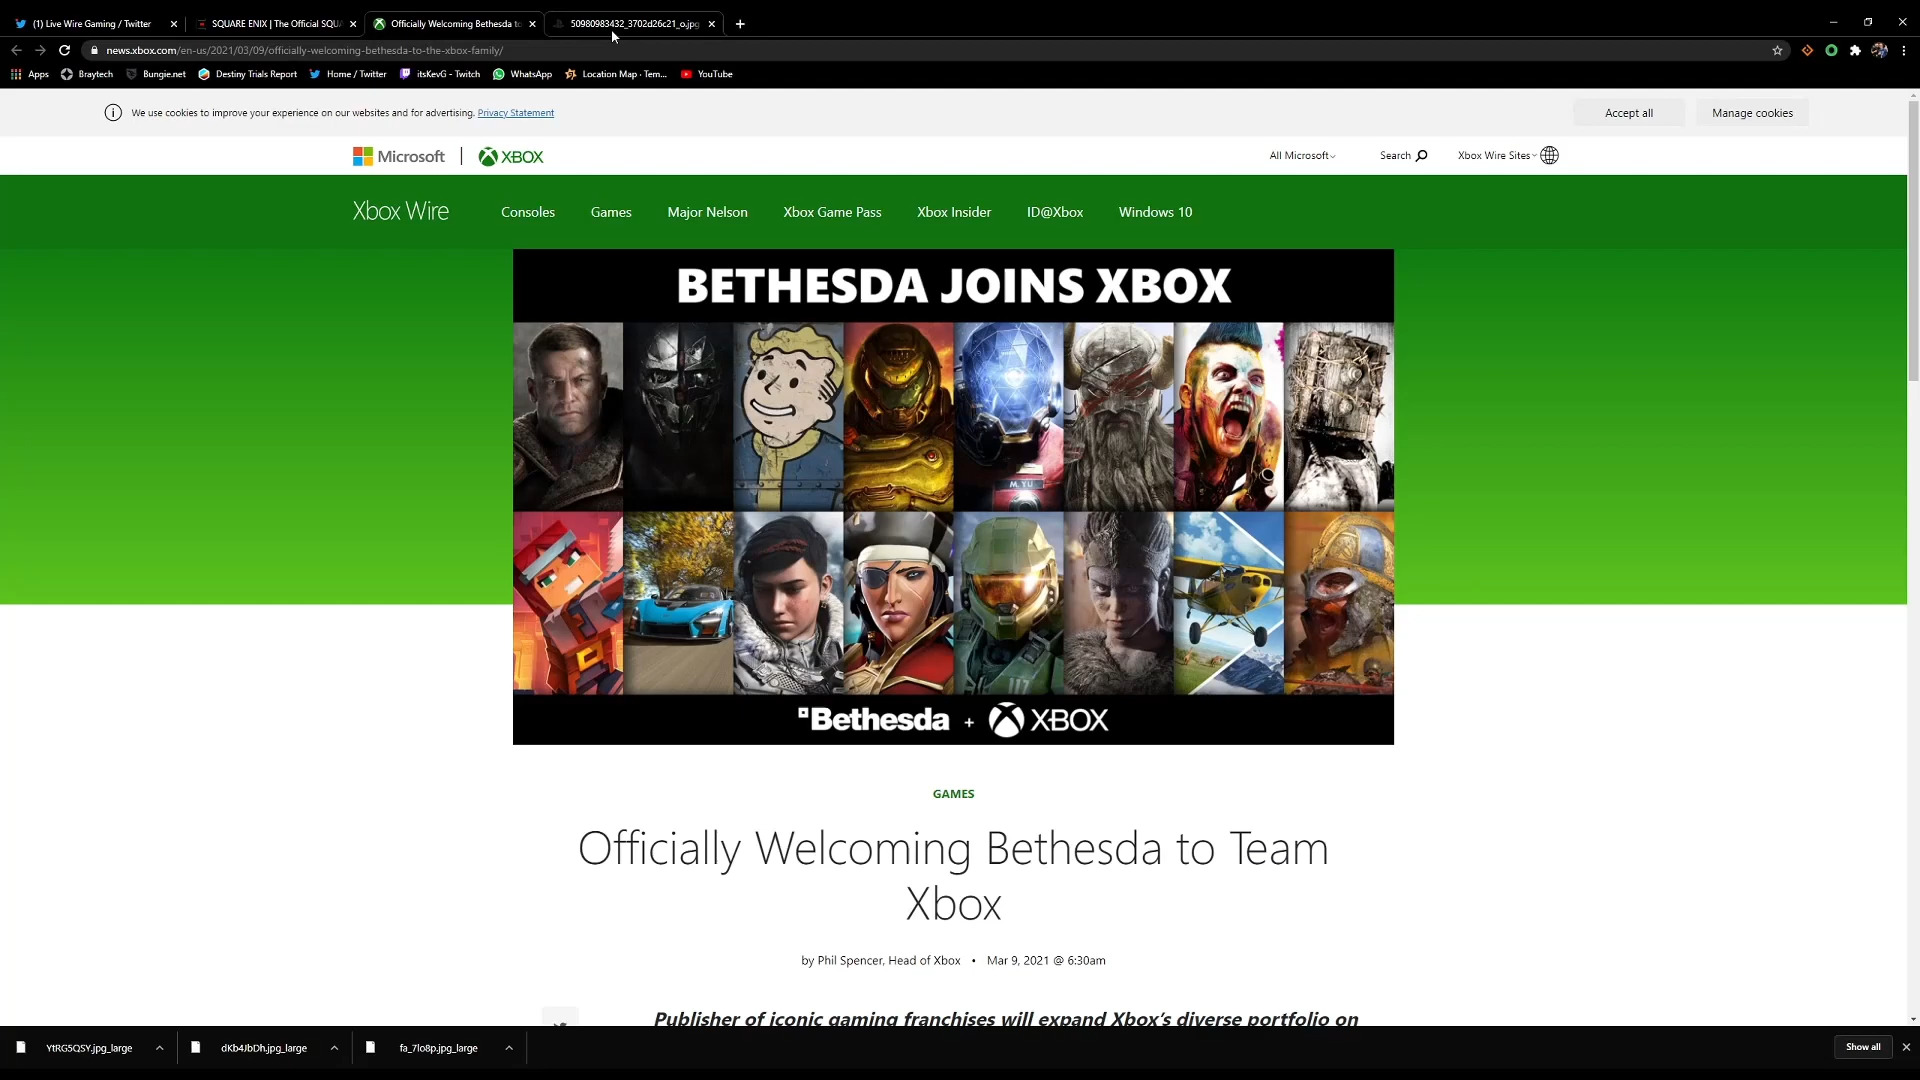 (1) Live Wire Gaming / Twitter
SQUARE ENIX | The Official SQU
Officially Welcoming Bethesda to
50980983432_3702d26c21_o.jpg
news.xbox.com/en-us/2021/03/09/officially-welcoming-bethesda-to-the-xbox-family/
Apps
Braytech
Bungie.net
Destiny Trials Report
Home / Twitter
itsKevG - Twitch
WhatsApp
Location Map · Tem...
YouTube
We use cookies to improve your experience on our websites and for advertising. Privacy Statement
Accept all
Manage cookies
Microsoft
XBOX
All Microsoft
Search
Xbox Wire Sites
Xbox Wire
Consoles
Games
Major Nelson
Xbox Game Pass
Xbox Insider
ID@Xbox
Windows 10
BETHESDA JOINS XBOX
M. YU
117
Bethesda + XBOX
GAMES
Officially Welcoming Bethesda to Team
Xbox
by Phil Spencer, Head of Xbox • Mar 9, 2021 @ 6:30am
Publisher of iconic gaming franchises will expand Xbox's diverse portfolio on
YtRG5QSY.jpg_large
dKb4JbDh.jpg_large
fa_7lo8p.jpg_large
Show all